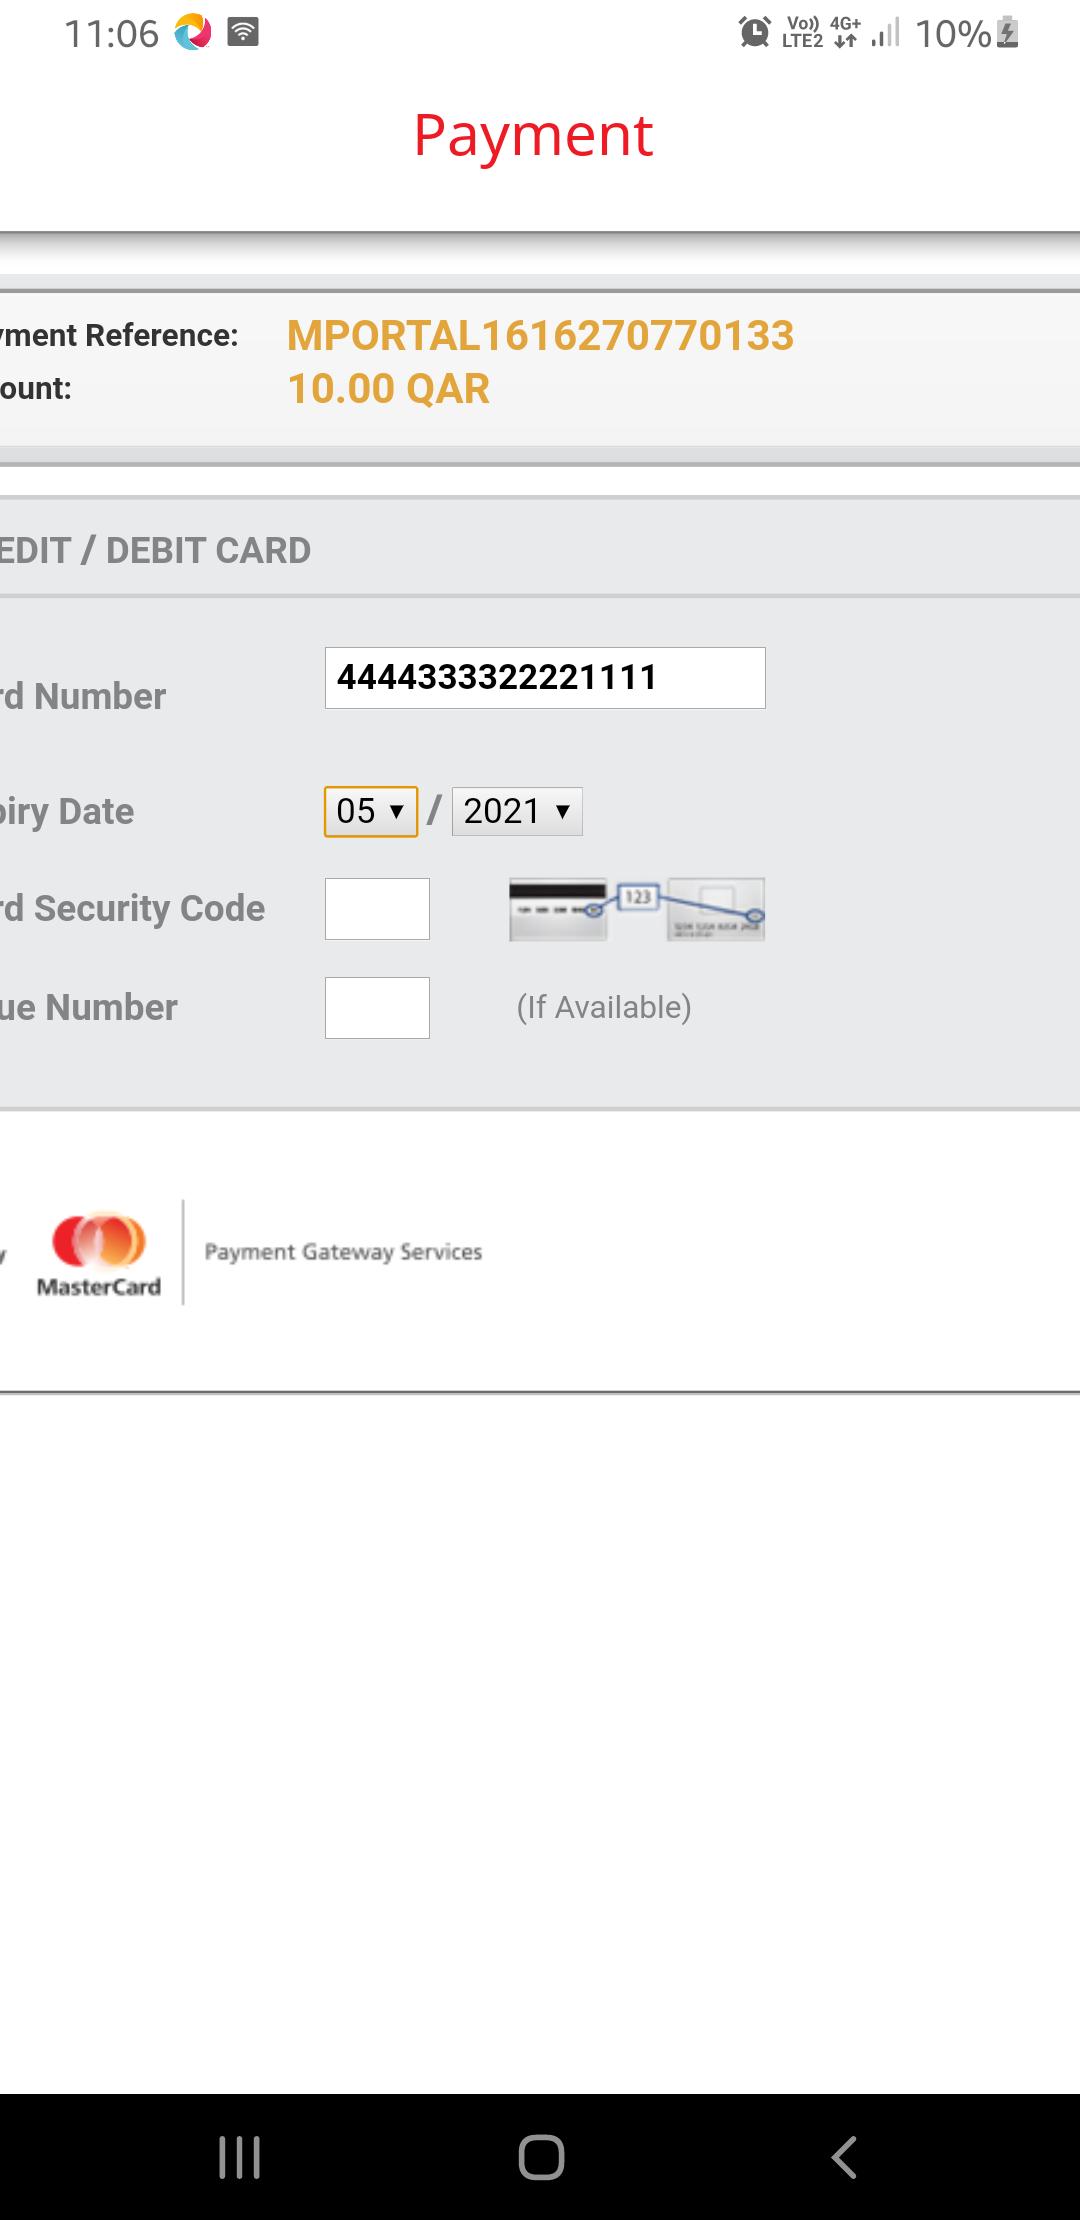 11:06 Vo)) LTE2 4G+ 10%
Payment
yment Reference: MPORTAL1616270770133
ount: 10.00 QAR
EDIT / DEBIT CARD
rd Number 4444333322221111
piry Date 05 / 2021
rd Security Code 123
ue Number (If Available)
y MasterCard Payment Gateway Services